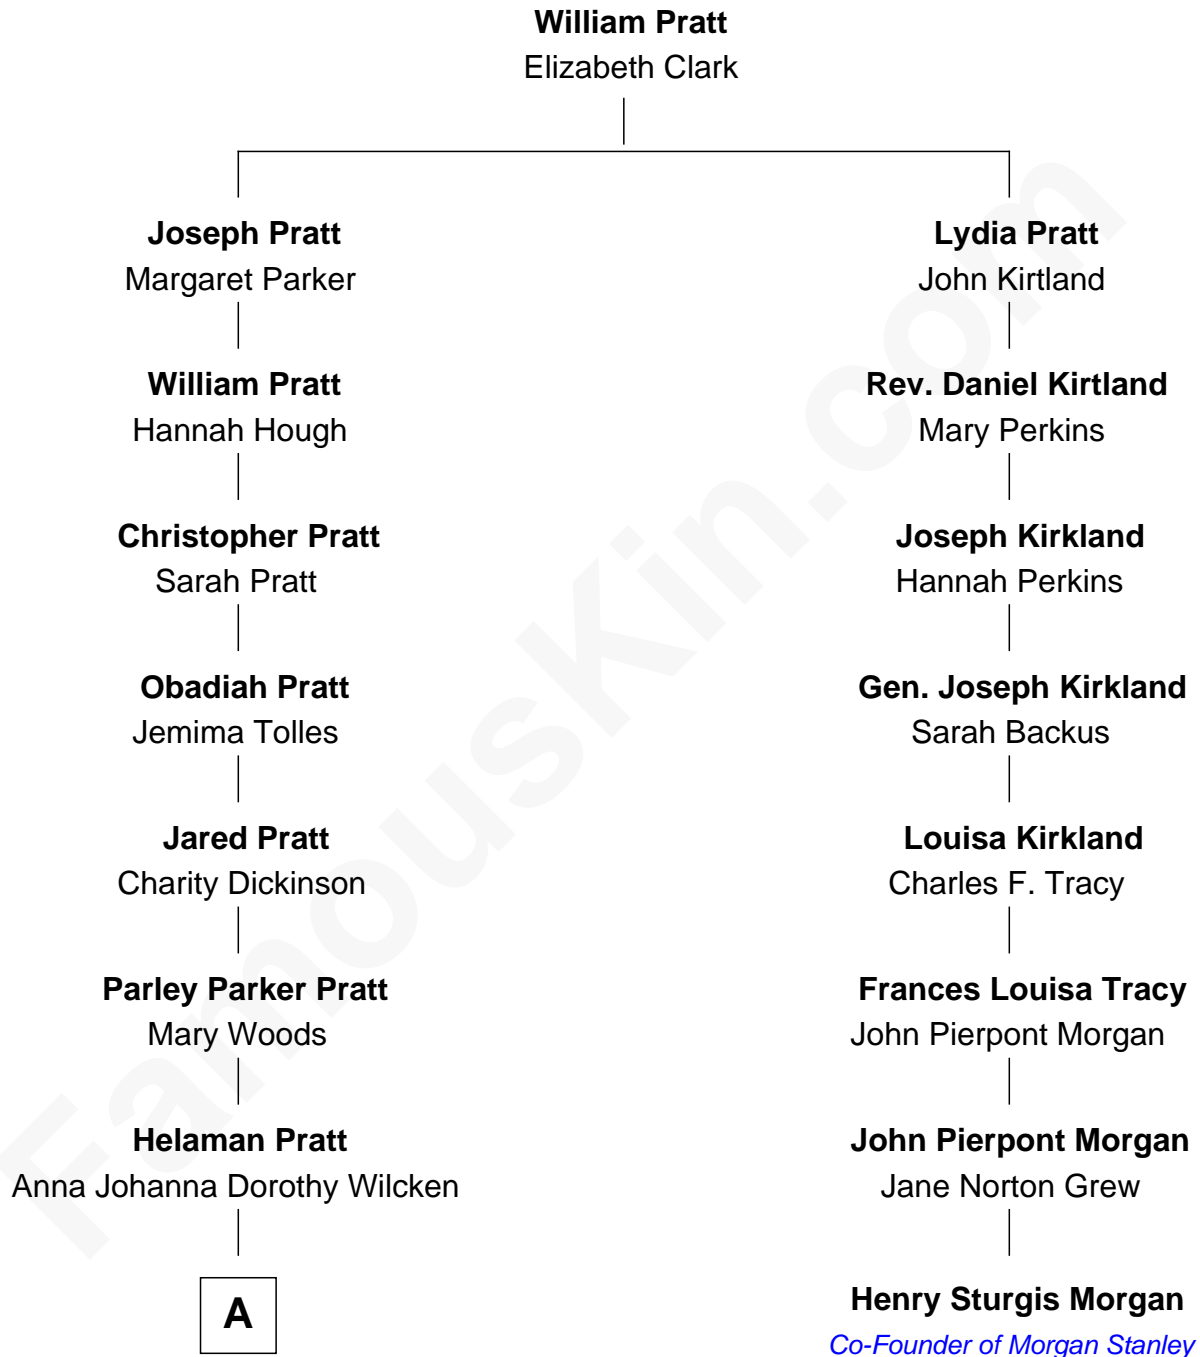 William Pratt
Elizabeth Clark
Joseph Pratt
Margaret Parker
Lydia Pratt
John Kirtland
William Pratt
Hannah Hough
Rev. Daniel Kirtland
Mary Perkins
Christopher Pratt
Sarah Pratt
Joseph Kirkland
Hannah Perkins
Obadiah Pratt
Jemima Tolles
Gen. Joseph Kirkland
Sarah Backus
Jared Pratt
Charity Dickinson
Louisa Kirkland
Charles F. Tracy
Parley Parker Pratt
Mary Woods
Frances Louisa Tracy
John Pierpont Morgan
Helaman Pratt
Anna Johanna Dorothy Wilcken
John Pierpont Morgan
Jane Norton Grew
A
Henry Sturgis Morgan
Co-Founder of Morgan Stanley
FamousKin.com